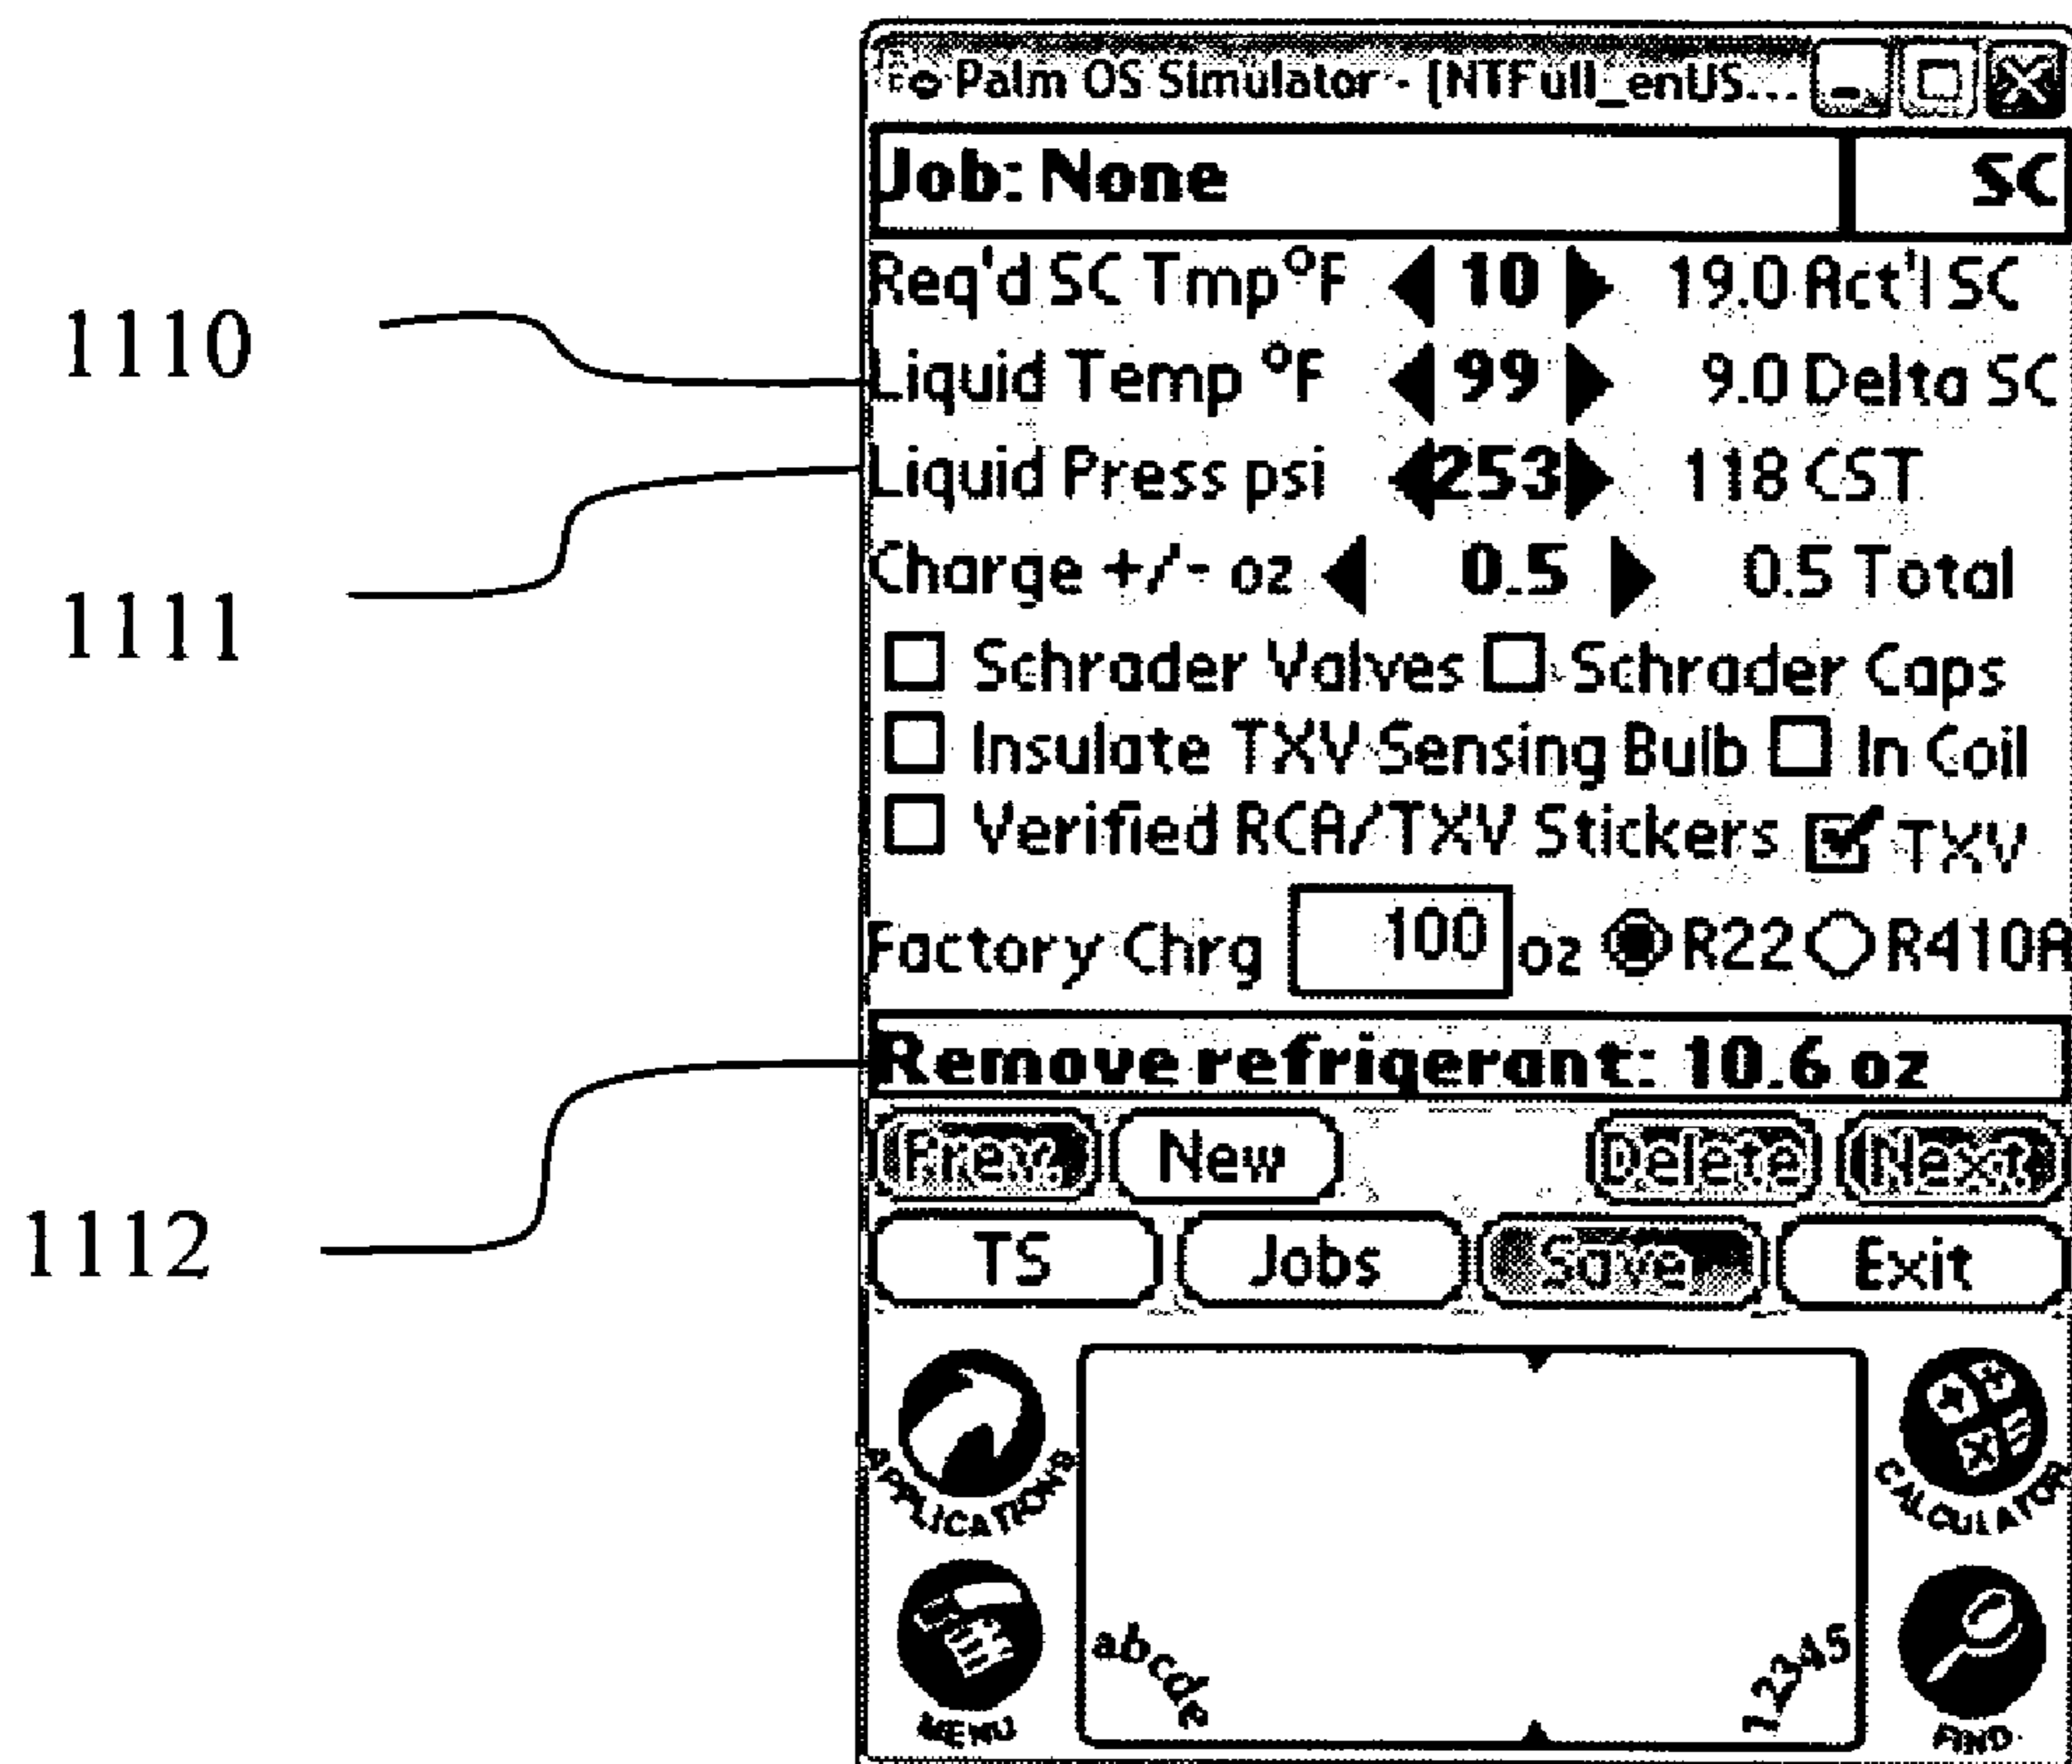 Palm OS Simulator - [NTFull_enUS...
Job: None SC
Req'd SC Tmp°F 10 19.0 Act'l SC
1110
Liquid Temp °F 99 9.0 Delta SC
Liquid Press psi 253 118 CST
Charge +/- oz 0.5 0.5 Total
1111
Schrader Valves Schrader Caps
Insulate TXV Sensing Bulb In Coil
Verified RCA/TXV Stickers TXV
Factory Chrg 100 oz R22 R410A
Remove refrigerant: 10.6 oz
Prev. New Delete Next
1112
TS Jobs Save Exit
APPLICATIONS CALCULATOR
abcde 12345
MENU FIND